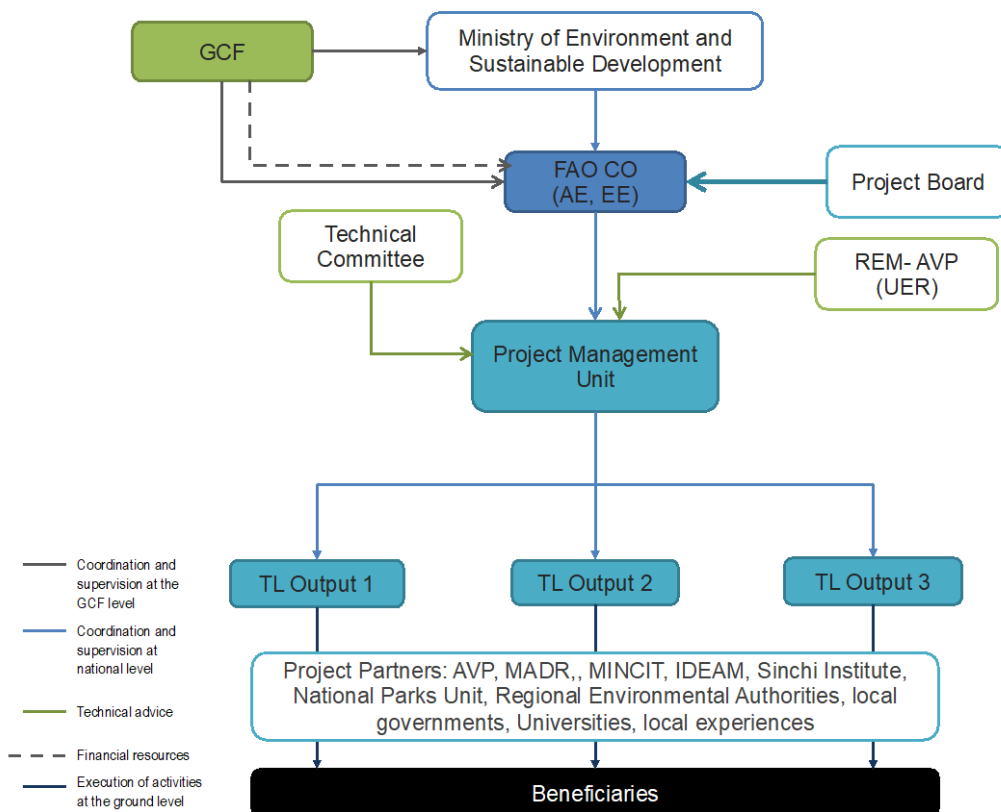 GCF
Ministry of Environment and
Sustainable Development
FAO CO
(AE, EE)
Project Board
Technical
Committee
REM- AVP
(UER)
Project Management
Unit
TL Output 1
TL Output 2
TL Output 3
Project Partners: AVP, MADR,, MINCIT, IDEAM, Sinchi Institute,
National Parks Unit, Regional Environmental Authorities, local
governments, Universities, local experiences
Beneficiaries
Coordination and
supervision at the
GCF level
Coordination and
supervision at
national level
Technical advice
Financial resources
Execution of activities
at the ground level